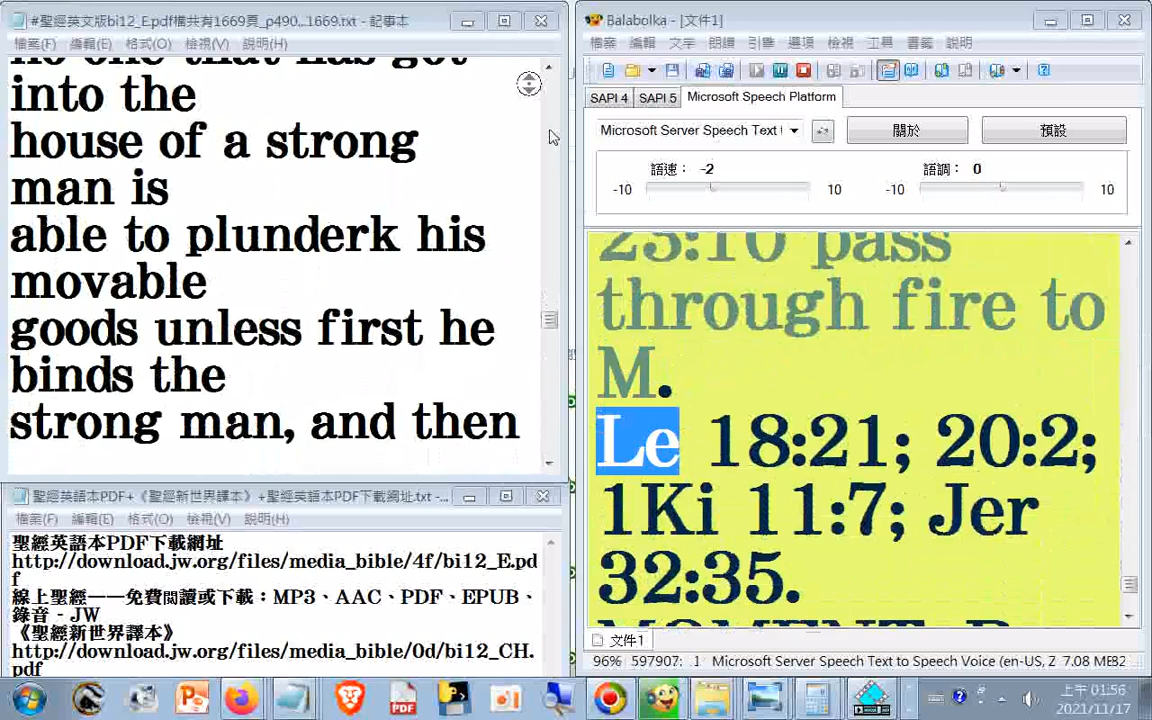 #聖經英文版bi12_E.pdf檔共有1669頁_p490...1669.txt - 記事本
檔案(F) 編輯(E) 格式(O) 檢視(V) 說明(H)
no one that has got
into the
house of a strong
man is
able to plunderk his
movable
goods unless first he
binds the
strong man, and then
聖經英語本PDF+《聖經新世界譯本》+聖經英語本PDF下載網址.txt -...
檔案(F) 編輯(E) 格式(O) 檢視(V) 說明(H)
聖經英語本PDF下載網址
http://download.jw.org/files/media_bible/4f/bi12_E.pd
f
線上聖經——免費閱讀或下載：MP3、AAC、PDF、EPUB、
錄音 - JW
《聖經新世界譯本》
http://download.jw.org/files/media_bible/0d/bi12_CH.
pdf
Balabolka - [文件1]
檔案 編輯 文字 朗讀 引擎 選項 檢視 工具 書籤 說明
SAPI 4 SAPI 5 Microsoft Speech Platform
Microsoft Server Speech Text 關於 預設
語速： -2 語調： 0
-10 10 -10 10
23:10 pass
through fire to
M.
Le 18:21; 20:2;
1Ki 11:7; Jer
32:35.
文件1
96% 597907: .1 Microsoft Server Speech Text to Speech Voice (en-US, Z 7.08 MB
上午 01:56
2021/11/17